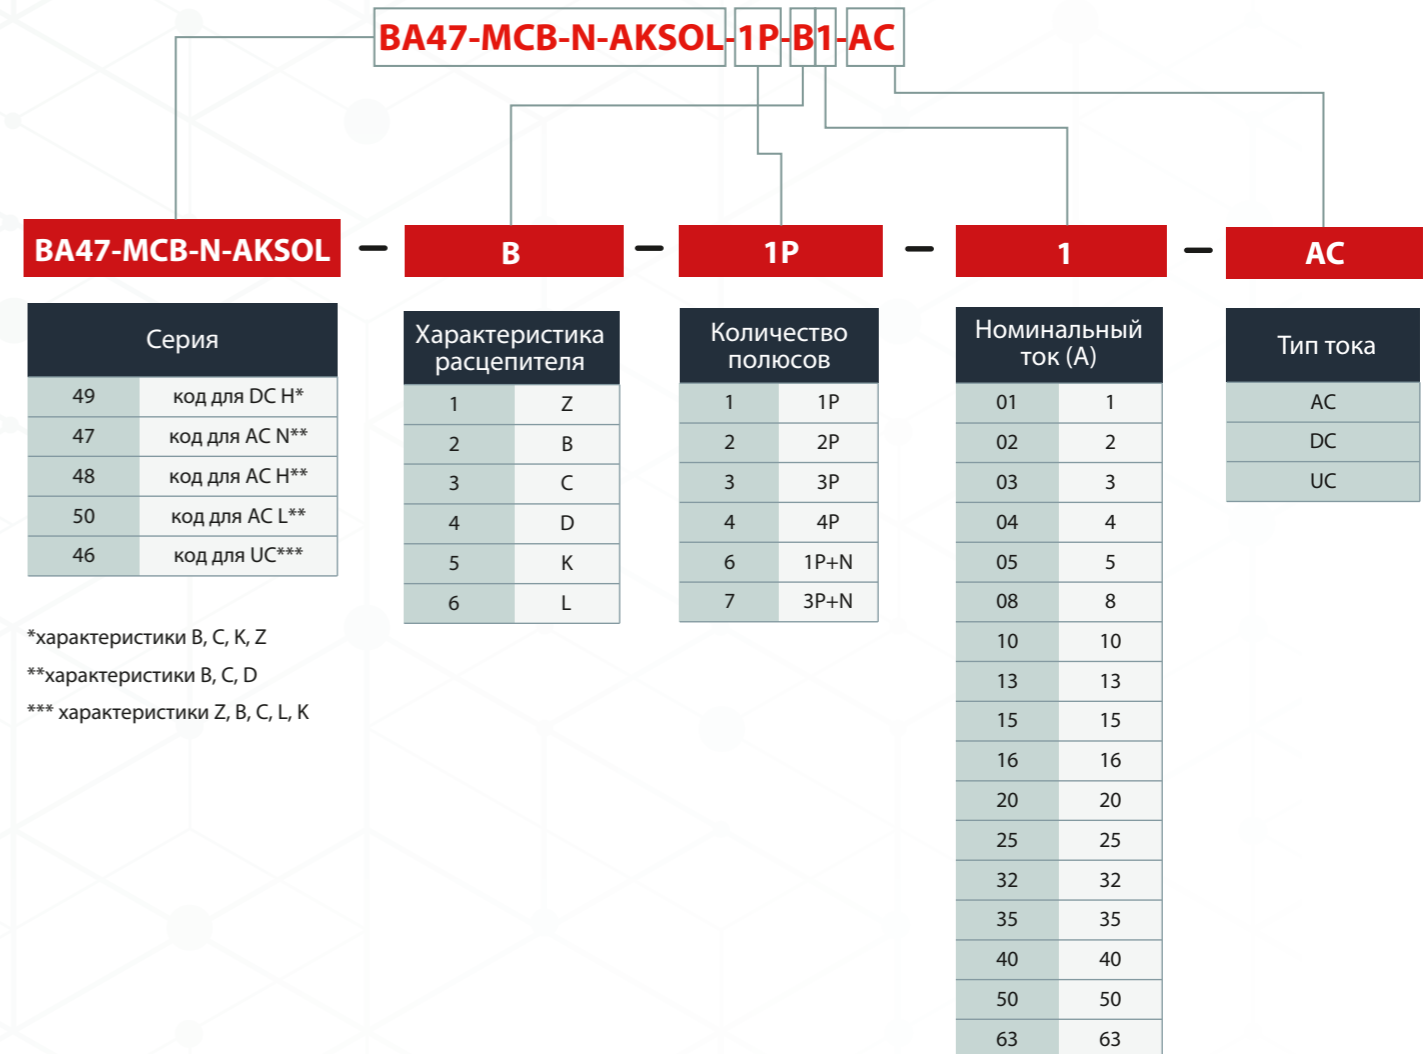 BA47-MCB-N-AKSOL-1P-B1-AC
BA47-MCB-N-AKSOL – B – 1P – 1 – AC
Серия
49 код для DC H*
47 код для AC N**
48 код для AC H**
50 код для AC L**
46 код для UC***
*характеристики B, C, K, Z
**характеристики B, C, D
*** характеристики Z, B, C, L, K
Характеристика
расцепителя
1 Z
2 B
3 C
4 D
5 K
6 L
Количество
полюсов
1 1P
2 2P
3 3P
4 4P
6 1P+N
7 3P+N
Номинальный
ток (А)
01 1
02 2
03 3
04 4
05 5
08 8
10 10
13 13
15 15
16 16
20 20
25 25
32 32
35 35
40 40
50 50
63 63
Тип тока
AC
DC
UC